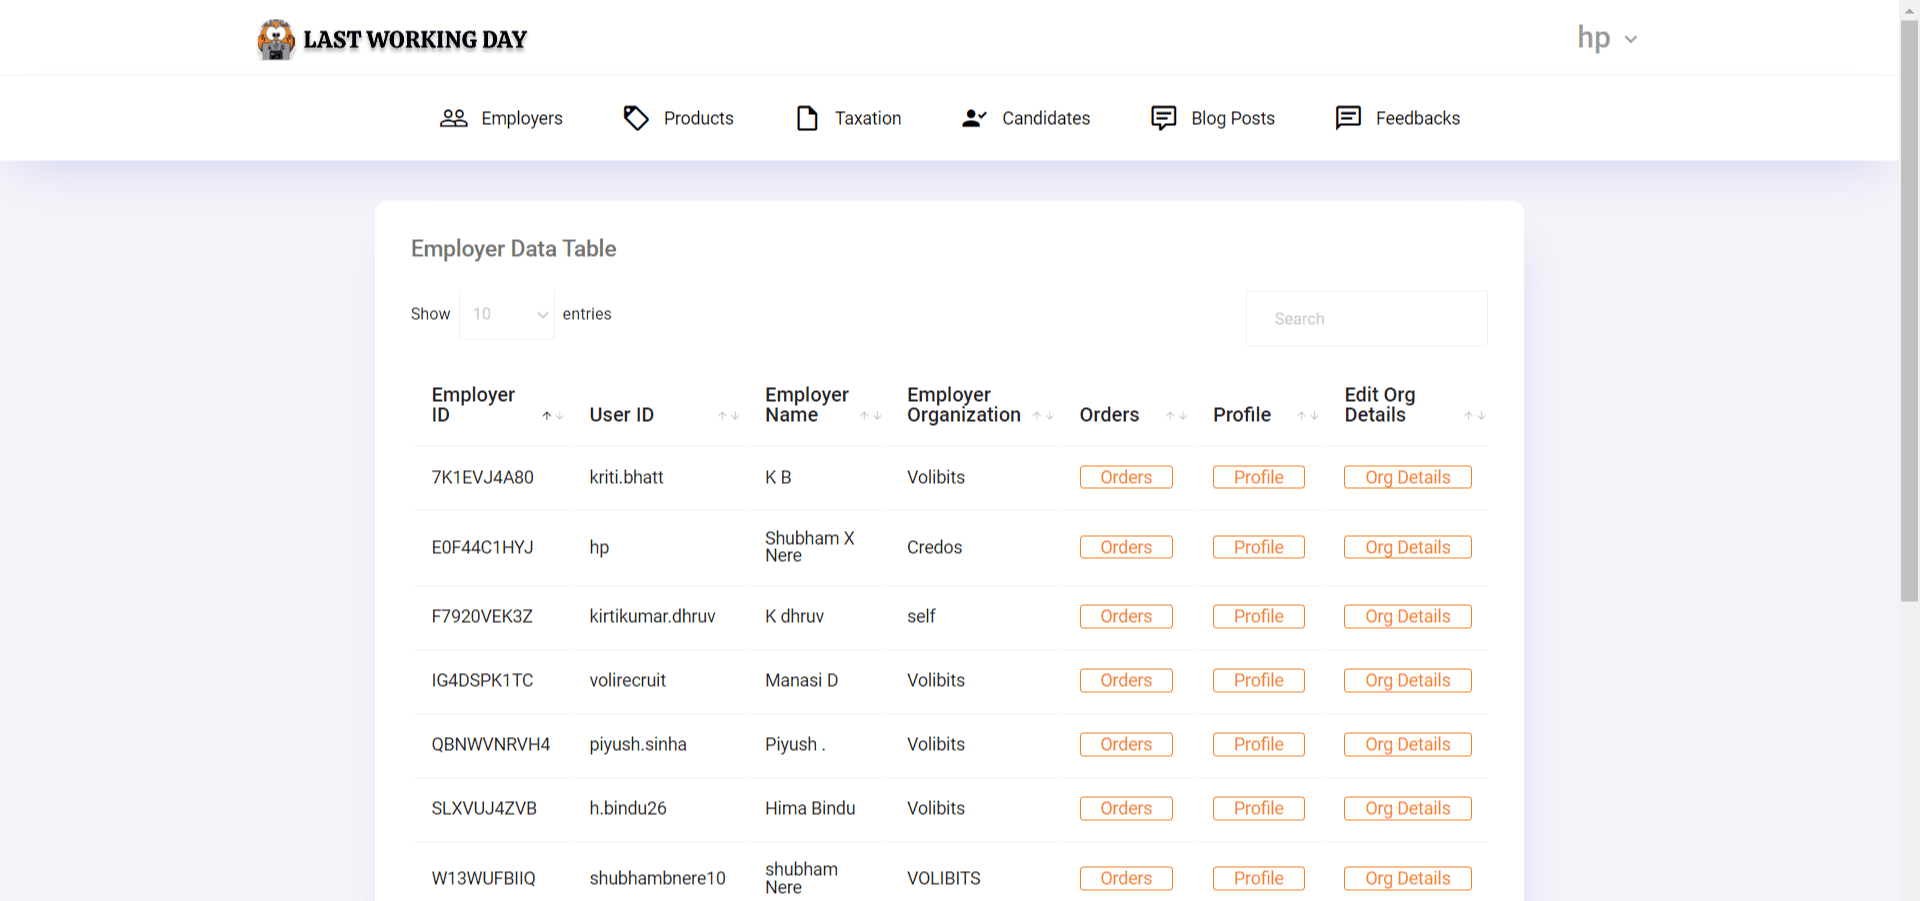 LAST WORKING DAY
hp
Employers Products Taxation Candidates Blog Posts Feedbacks
Employer Data Table
Show 10 entries
Search
Employer ID User ID Employer Name Employer Organization Orders Profile Edit Org Details
7K1EVJ4A80 kriti.bhatt K B Volibits Orders Profile Org Details
E0F44C1HYJ hp Shubham X Nere Credos Orders Profile Org Details
F7920VEK3Z kirtikumar.dhruv K dhruv self Orders Profile Org Details
IG4DSPK1TC volirecruit Manasi D Volibits Orders Profile Org Details
QBNWVNRVH4 piyush.sinha Piyush . Volibits Orders Profile Org Details
SLXVUJ4ZVB h.bindu26 Hima Bindu Volibits Orders Profile Org Details
W13WUFBIIQ shubhambnere10 shubham Nere VOLIBITS Orders Profile Org Details